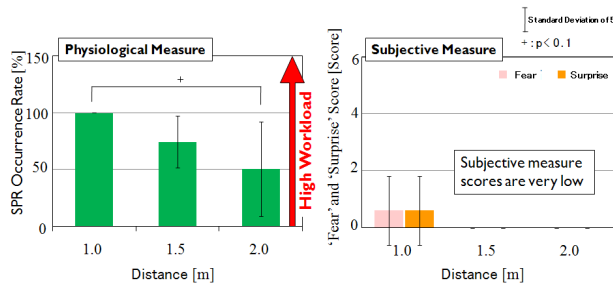 Standard Deviation of S
+:p<0.1
Physiological Measure
150
100
50
0
SPR Occurrence Rate [%]
+
High Workload
1.0 1.5 2.0
Distance [m]
Subjective Measure
6
4
2
0
'Fear' and 'Surprise' Score [Score]
Fear Surprise
Subjective measure
scores are very low
1.0 1.5 2.0
Distance [m]